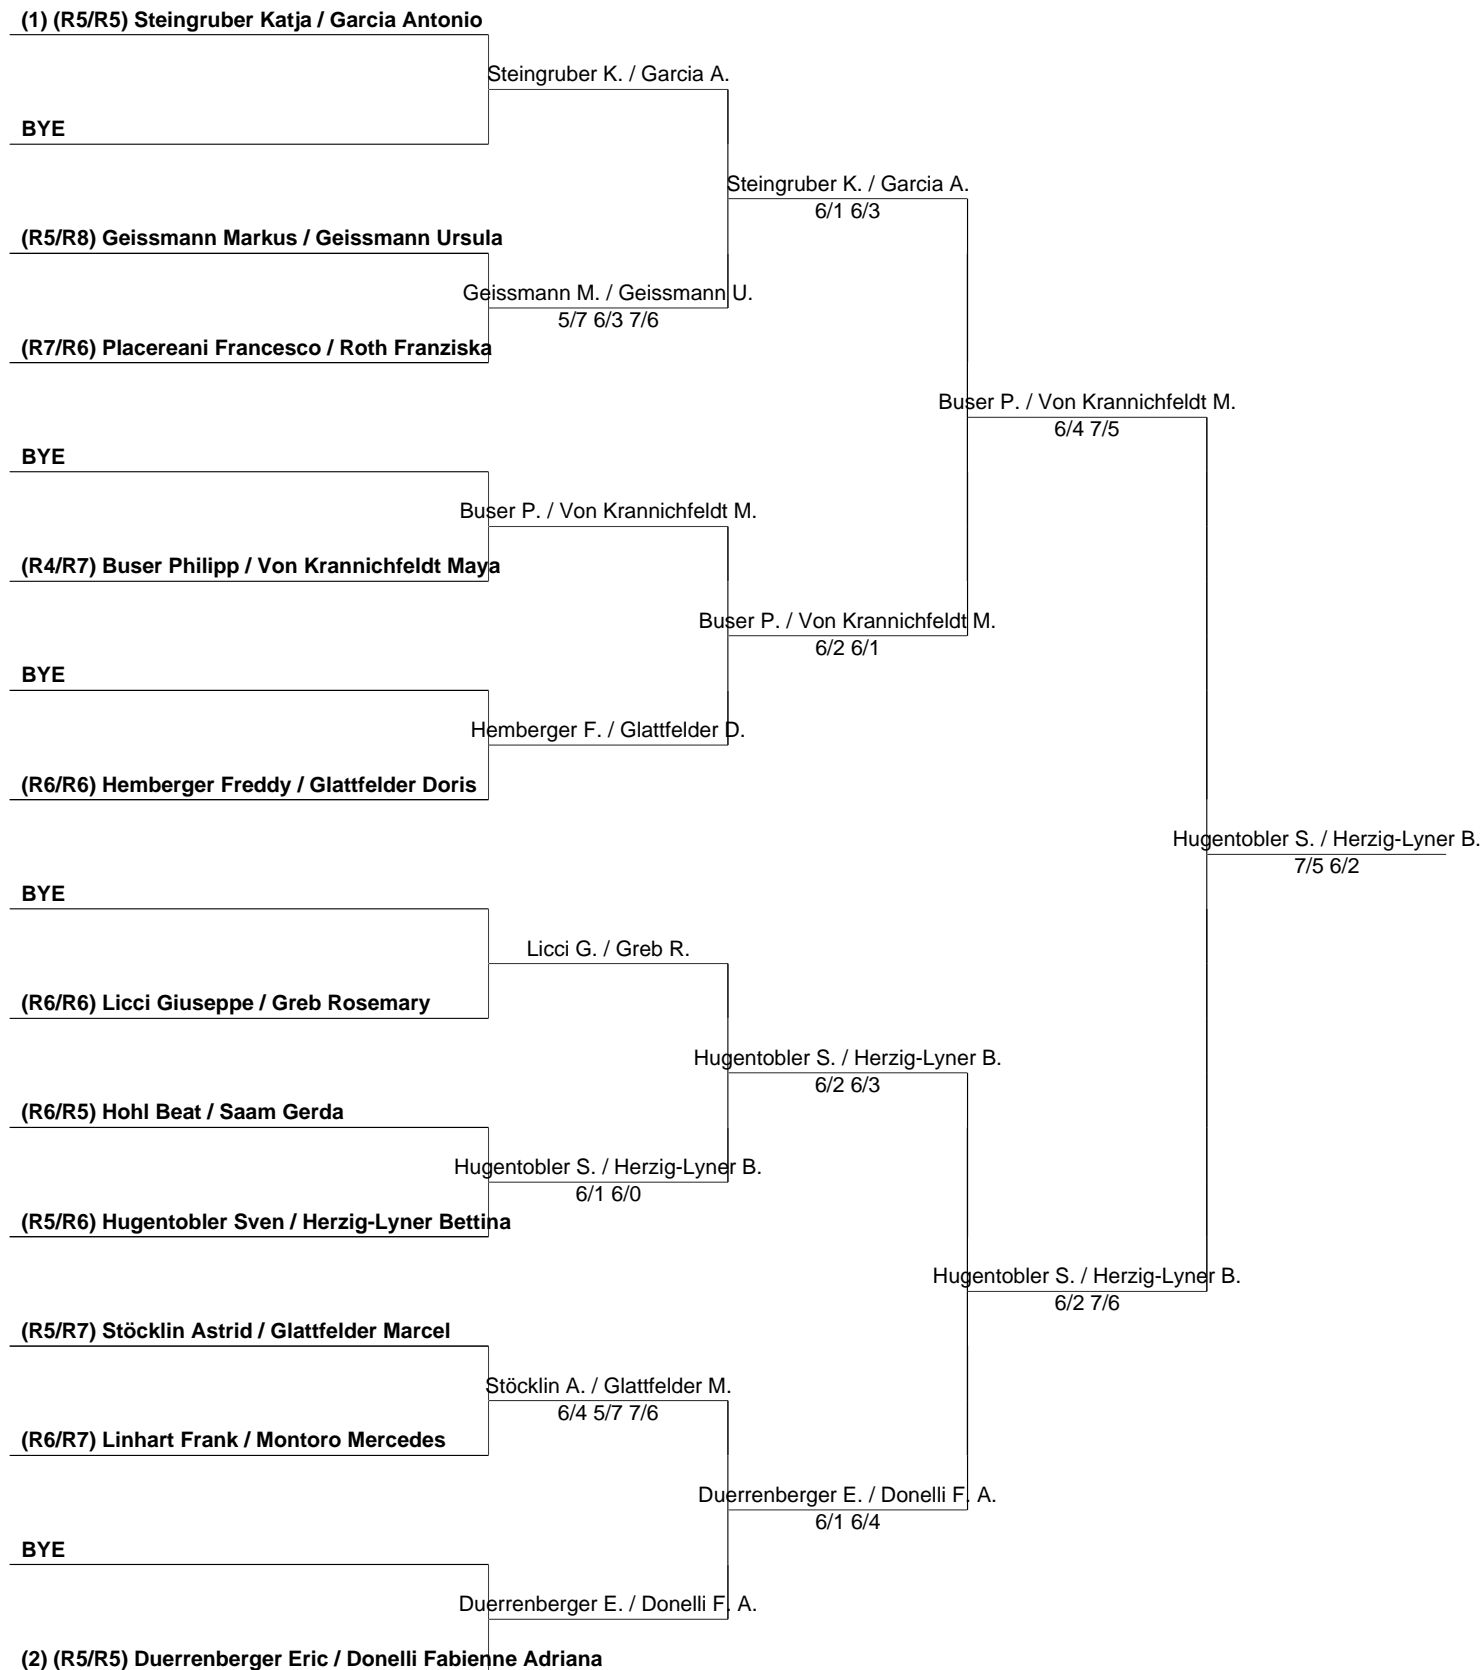 (1) (R5/R5) Steingruber Katja / Garcia Antonio
Steingruber K. / Garcia A.
BYE
Steingruber K. / Garcia A.
6/1 6/3
(R5/R8) Geissmann Markus / Geissmann Ursula
Geissmann M. / Geissmann U.
5/7 6/3 7/6
(R7/R6) Placereani Francesco / Roth Franziska
Buser P. / Von Krannichfeldt M.
6/4 7/5
BYE
Buser P. / Von Krannichfeldt M.
(R4/R7) Buser Philipp / Von Krannichfeldt Maya
Buser P. / Von Krannichfeldt M.
6/2 6/1
BYE
Hemberger F. / Glattfelder D.
(R6/R6) Hemberger Freddy / Glattfelder Doris
Hugentobler S. / Herzig-Lyner B.
7/5 6/2
BYE
Licci G. / Greb R.
(R6/R6) Licci Giuseppe / Greb Rosemary
Hugentobler S. / Herzig-Lyner B.
6/2 6/3
(R6/R5) Hohl Beat / Saam Gerda
Hugentobler S. / Herzig-Lyner B.
6/1 6/0
(R5/R6) Hugentobler Sven / Herzig-Lyner Bettina
Hugentobler S. / Herzig-Lyner B.
6/2 7/6
(R5/R7) Stöcklin Astrid / Glattfelder Marcel
Stöcklin A. / Glattfelder M.
6/4 5/7 7/6
(R6/R7) Linhart Frank / Montoro Mercedes
Duerrenberger E. / Donelli F. A.
6/1 6/4
BYE
Duerrenberger E. / Donelli F. A.
(2) (R5/R5) Duerrenberger Eric / Donelli Fabienne Adriana